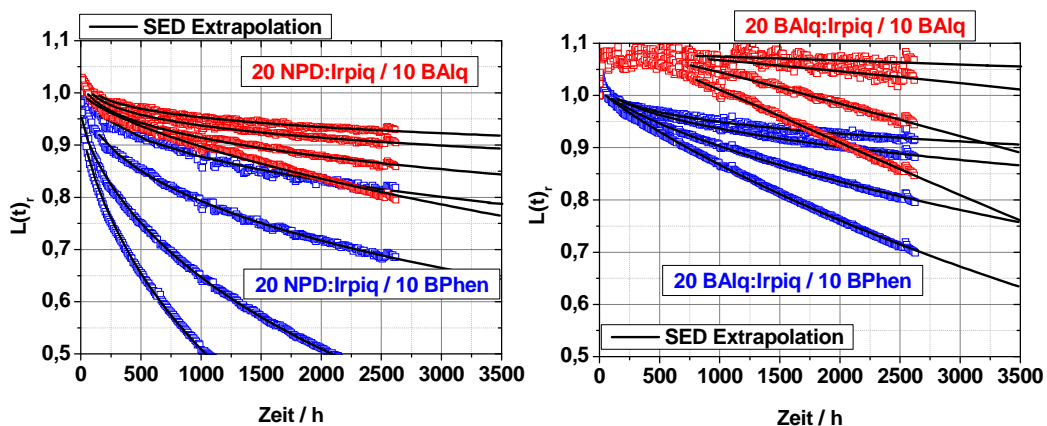 SED Extrapolation
20 NPD:Irpiq / 10 BAlq
20 NPD:Irpiq / 10 BPhen
L(t)r
1,1
1,0
0,9
0,8
0,7
0,6
0,5
0 500 1000 1500 2000 2500 3000 3500
Zeit / h
20 BAlq:Irpiq / 10 BAlq
20 BAlq:Irpiq / 10 BPhen
SED Extrapolation
L(t)r
1,1
1,0
0,9
0,8
0,7
0,6
0,5
0 500 1000 1500 2000 2500 3000 3500
Zeit / h